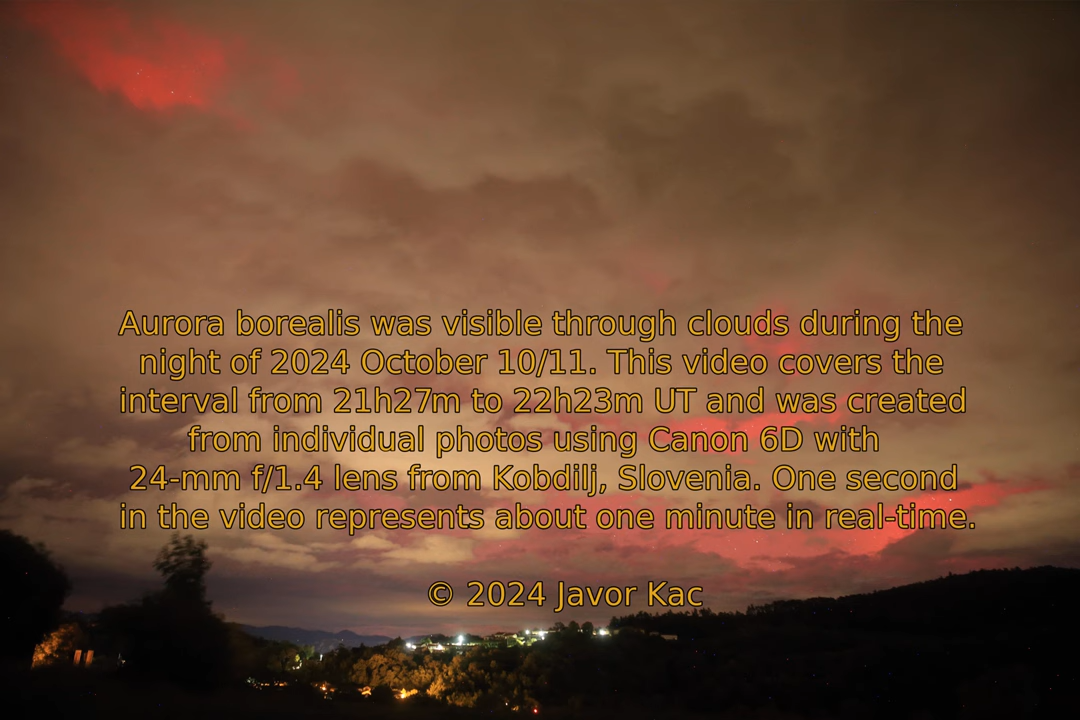 Aurora borealis was visible through clouds during the
night of 2024 October 10/11. This video covers the
interval from 21h27m to 22h23m UT and was created
from individual photos using Canon 6D with
24-mm f/1.4 lens from Kobdilj, Slovenia. One second
in the video represents about one minute in real-time.
© 2024 Javor Kac